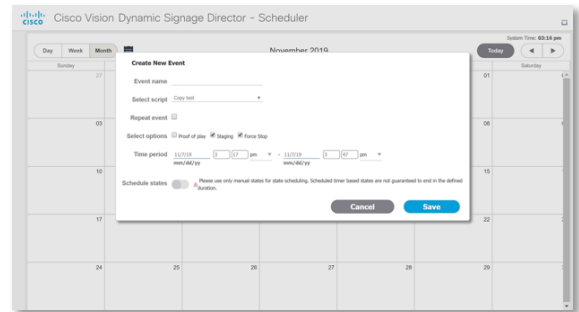 cisco Cisco Vision Dynamic Signage Director - Scheduler
System Time: 03:16 pm
Day Week Month November 2019 Today
Sunday Saturday
Create New Event
27 01
Event name
Select script Copy test
Repeat event
03 08
Select options Proof of play Staging Force Stop
Time period 11/7/19 3 17 pm - 11/7/19 3 47 pm
mm/dd/yy mm/dd/yy
10 15
Schedule states Please use only manual states for state scheduling. Scheduled timer based states are not guaranteed to end in the defined
duration.
Cancel Save
17 22
24 25 26 27 28 29